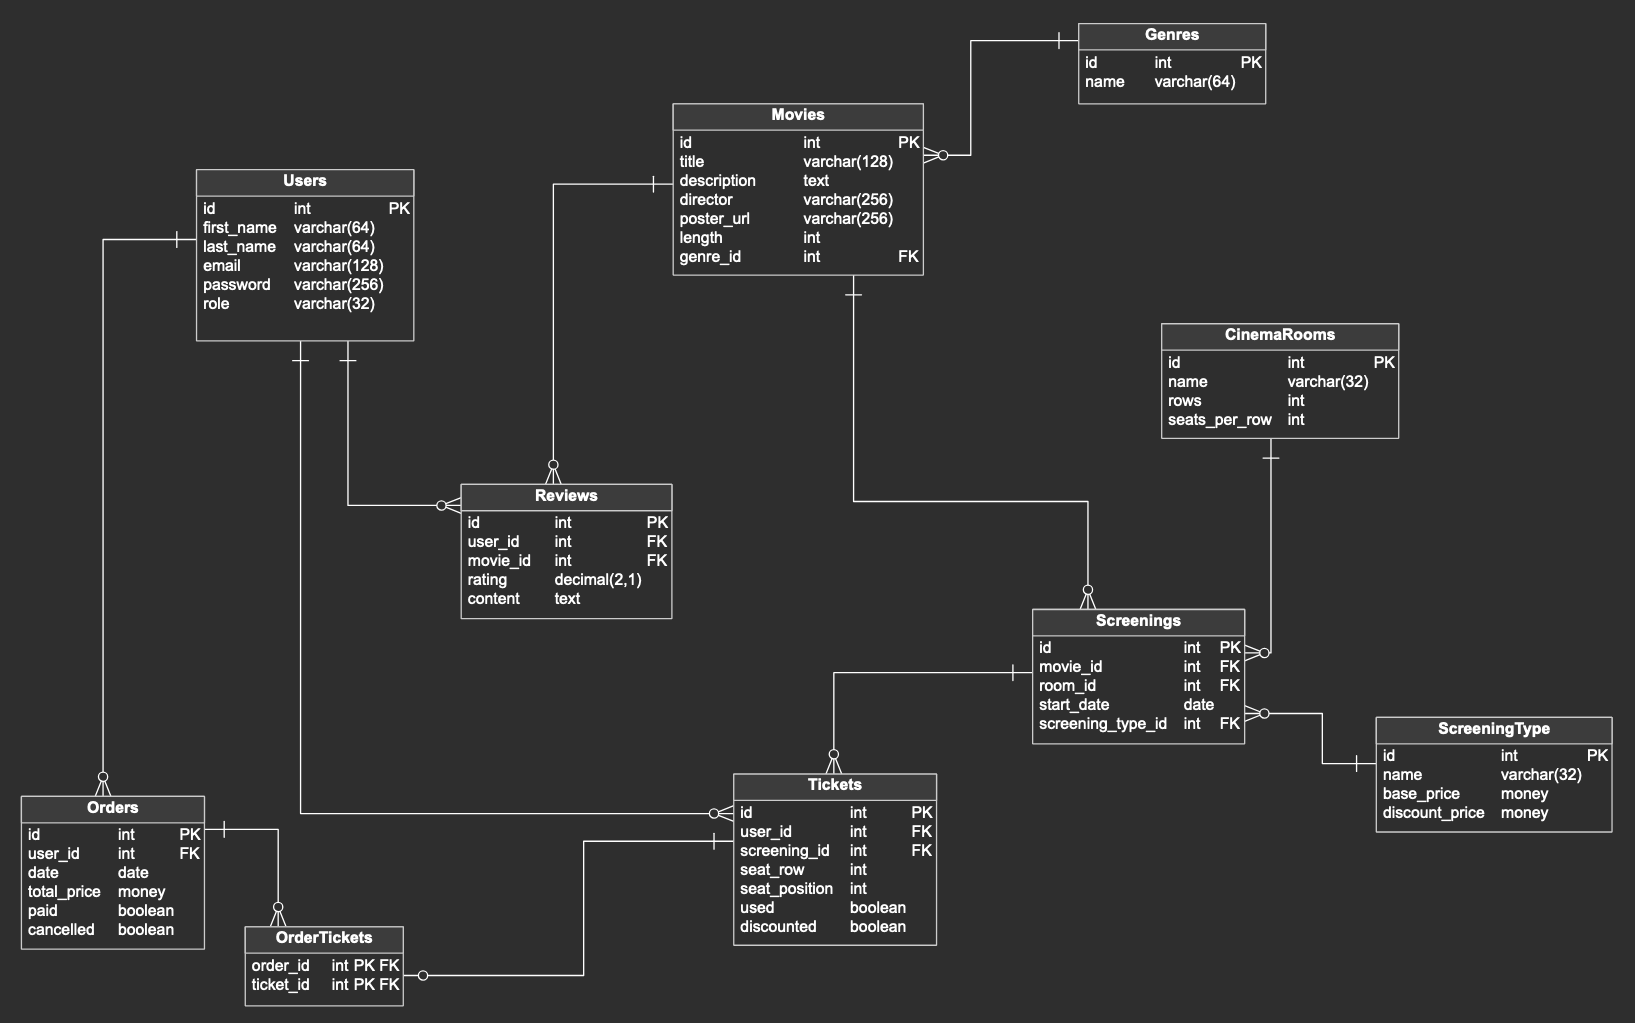 Genres
id int PK
name varchar(64)
Movies
id int PK
title varchar(128)
description text
director varchar(256)
poster_url varchar(256)
length int
genre_id int FK
Users
id int PK
first_name varchar(64)
last_name varchar(64)
email varchar(128)
password varchar(256)
role varchar(32)
CinemaRooms
id int PK
name varchar(32)
rows int
seats_per_row int
Reviews
id int PK
user_id int FK
movie_id int FK
rating decimal(2,1)
content text
Screenings
id int PK
movie_id int FK
room_id int FK
start_date date
screening_type_id int FK
ScreeningType
id int PK
name varchar(32)
base_price money
discount_price money
Tickets
id int PK
user_id int FK
screening_id int FK
seat_row int
seat_position int
used boolean
discounted boolean
Orders
id int PK
user_id int FK
date date
total_price money
paid boolean
cancelled boolean
OrderTickets
order_id int PK FK
ticket_id int PK FK